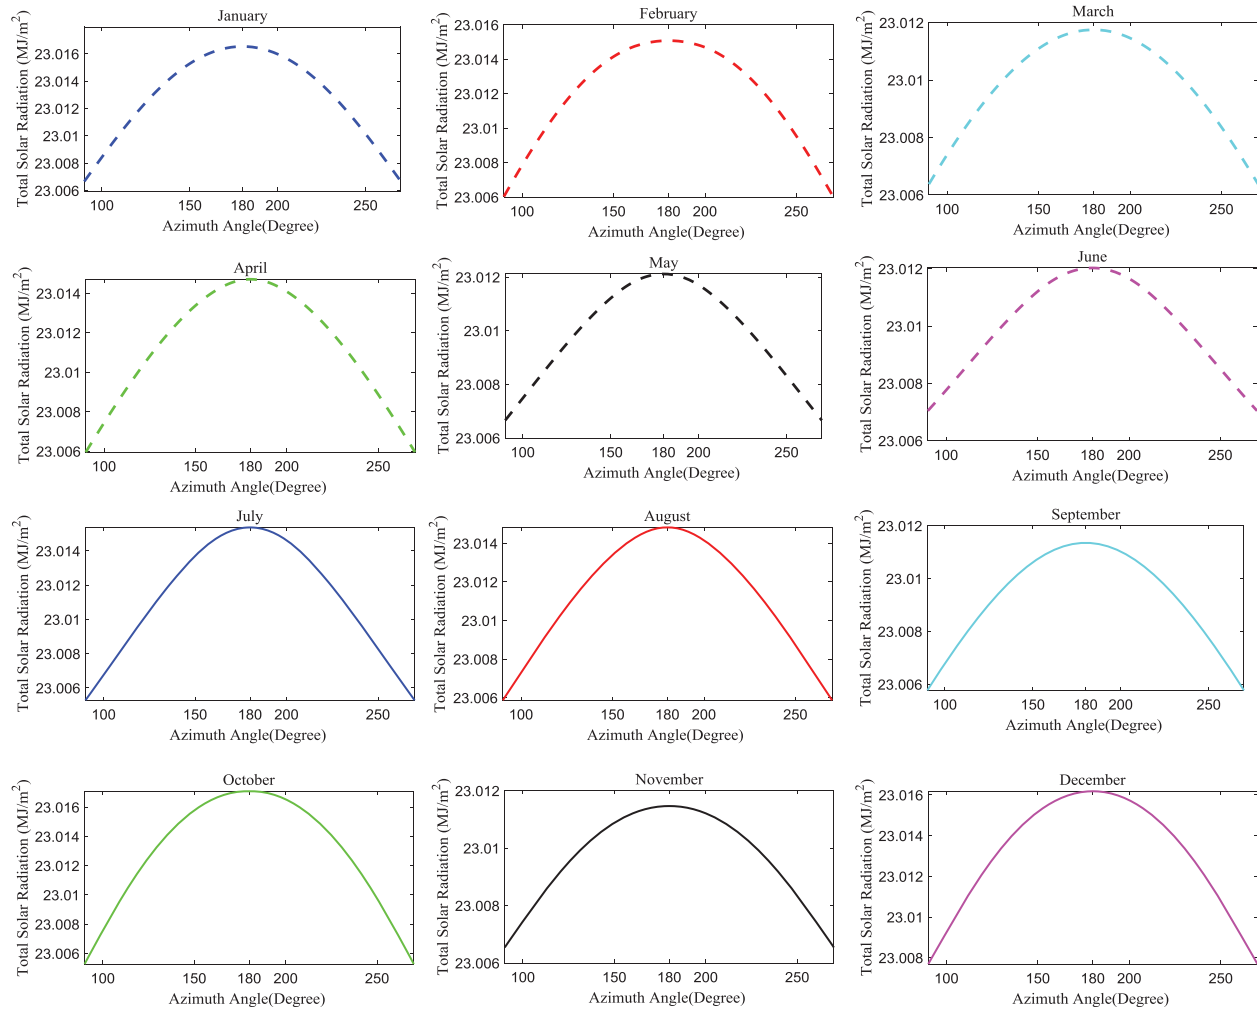 January
Total Solar Radiation (MJ/m²)
23.016
23.014
23.012
23.01
23.008
23.006
100 150 180 200 250
Azimuth Angle(Degree)
February
Total Solar Radiation (MJ/m²)
23.016
23.014
23.012
23.01
23.008
23.006
100 150 180 200 250
Azimuth Angle(Degree)
March
Total Solar Radiation (MJ/m²)
23.012
23.01
23.008
23.006
100 150 180 200 250
Azimuth Angle(Degree)
April
Total Solar Radiation (MJ/m²)
23.014
23.012
23.01
23.008
23.006
100 150 180 200 250
Azimuth Angle(Degree)
May
Total Solar Radiation (MJ/m²)
23.012
23.01
23.008
23.006
100 150 180 200 250
Azimuth Angle(Degree)
June
Total Solar Radiation (MJ/m²)
23.012
23.01
23.008
23.006
100 150 180 200 250
Azimuth Angle(Degree)
July
Total Solar Radiation (MJ/m²)
23.014
23.012
23.01
23.008
23.006
100 150 180 200 250
Azimuth Angle(Degree)
August
Total Solar Radiation (MJ/m²)
23.014
23.012
23.01
23.008
23.006
100 150 180 200 250
Azimuth Angle(Degree)
September
Total Solar Radiation (MJ/m²)
23.012
23.01
23.008
23.006
100 150 180 200 250
Azimuth Angle(Degree)
October
Total Solar Radiation (MJ/m²)
23.016
23.014
23.012
23.01
23.008
23.006
100 150 180 200 250
Azimuth Angle(Degree)
November
Total Solar Radiation (MJ/m²)
23.012
23.01
23.008
23.006
100 150 180 200 250
Azimuth Angle(Degree)
December
Total Solar Radiation (MJ/m²)
23.016
23.014
23.012
23.01
23.008
100 150 180 200 250
Azimuth Angle(Degree)